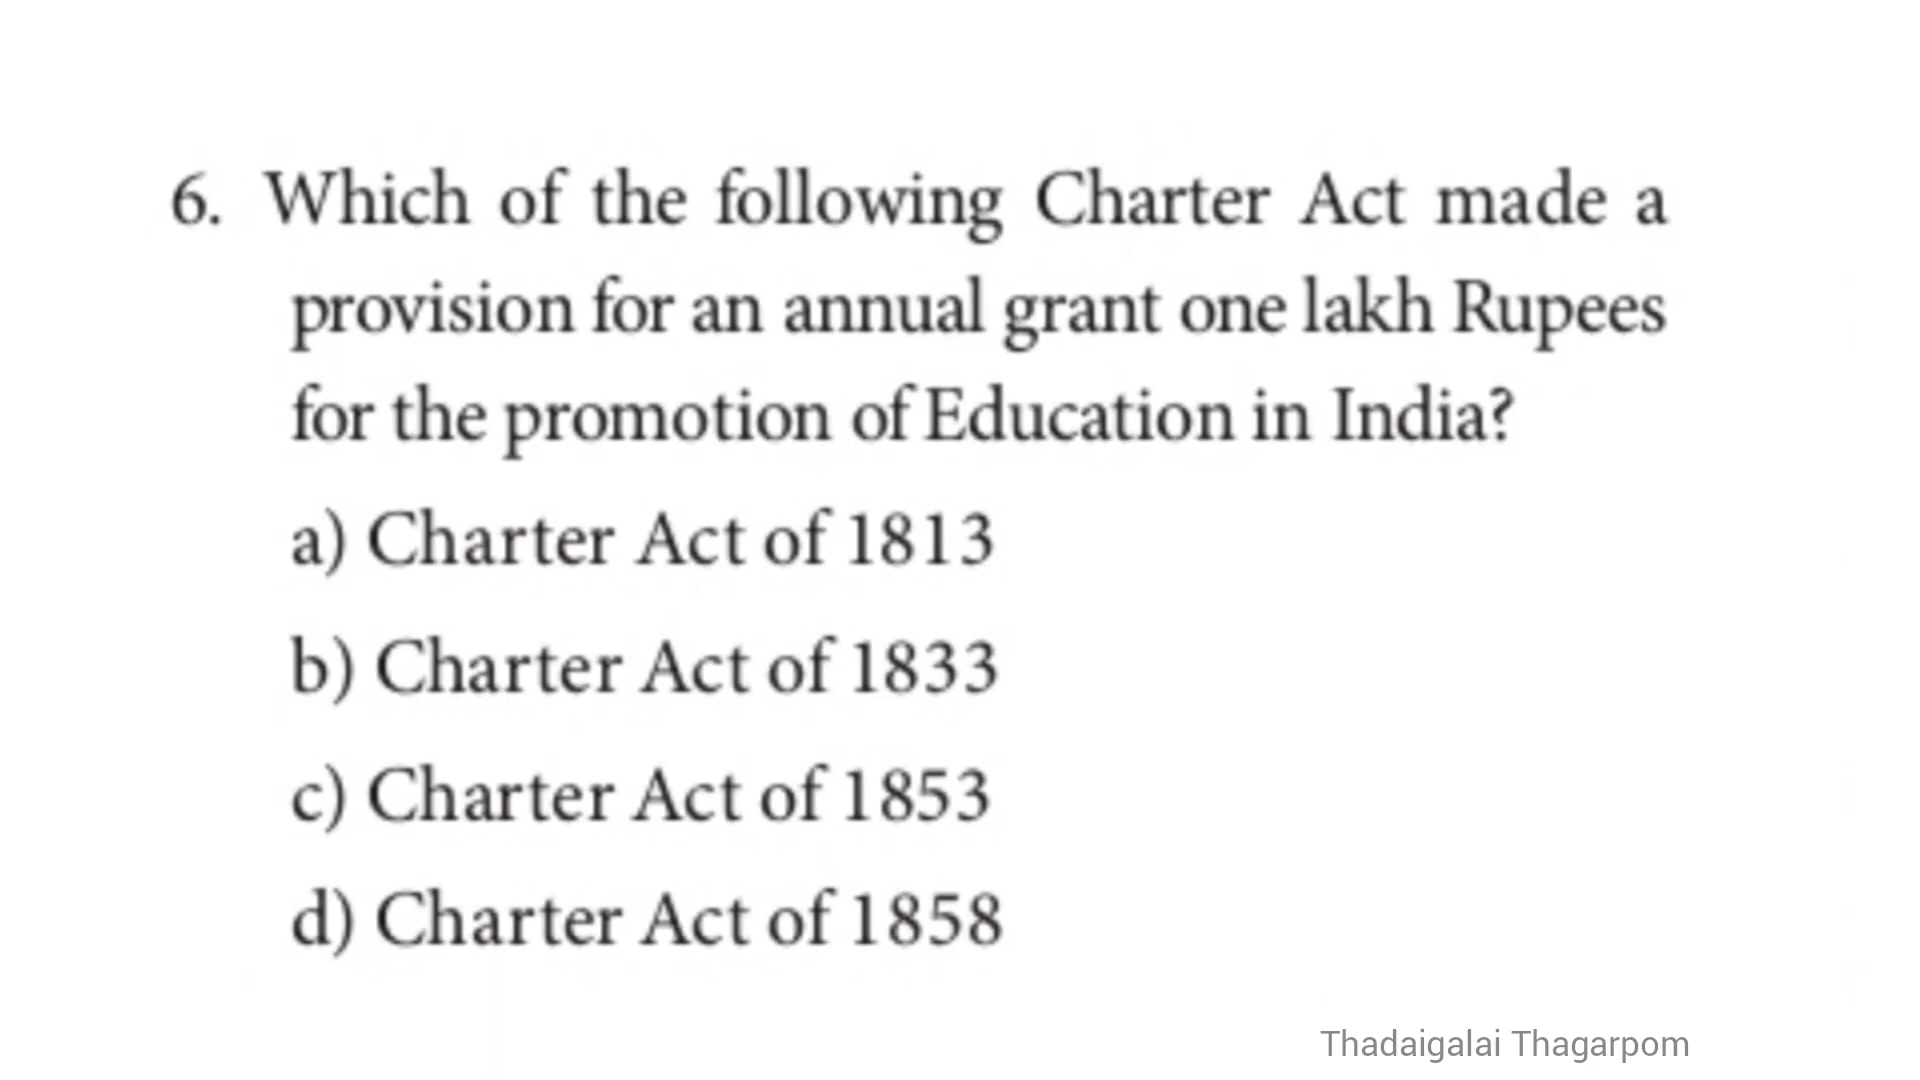 6. Which of the following Charter Act made a
provision for an annual grant one lakh Rupees
for the promotion of Education in India?
a) Charter Act of 1813
b) Charter Act of 1833
c) Charter Act of 1853
d) Charter Act of 1858
Thadaigalai Thagarpom